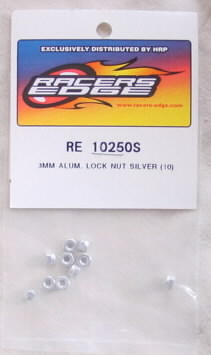 EXCLUSIVELY DISTRIBUTED BY HRP
RACERS
EDGE
www.racers-edge.com
RE 10250S
3MM ALUM. LOCK NUT SILVER (10)